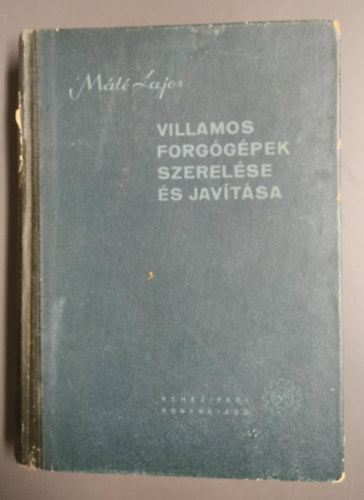 Máté Lajos
VILLAMOS
FORGÓGÉPEK
SZERELÉSE
ÉS JAVÍTÁSA
NEHÉZIPARI
KÖNYVKIADÓ